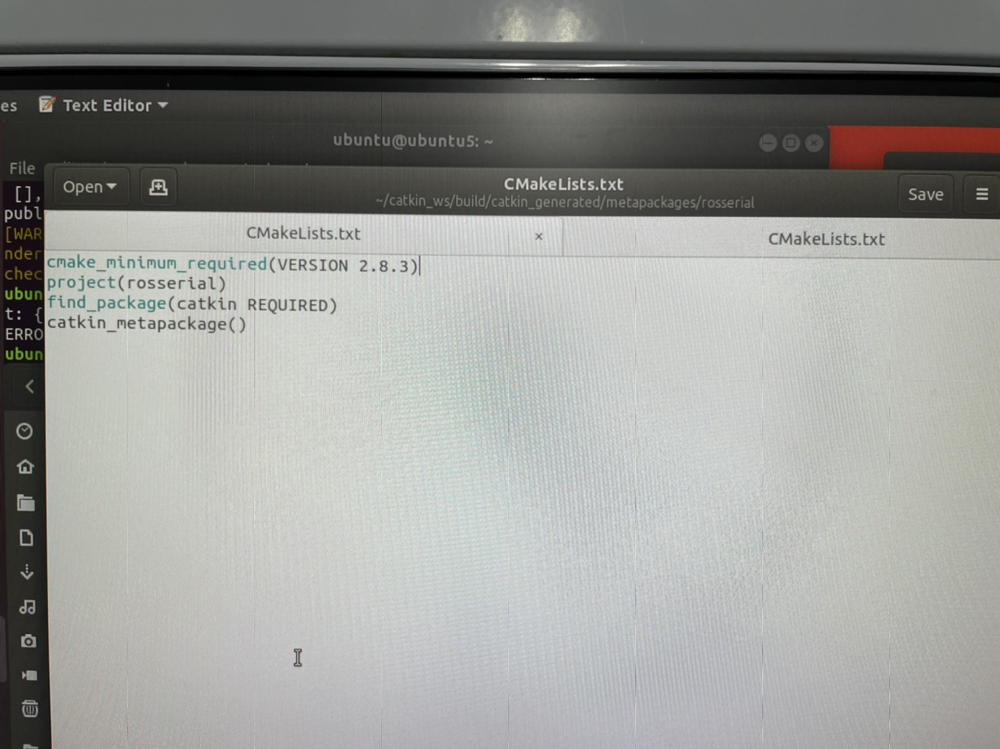 es Text Editor
ubuntu@ubuntu5: ~
File
Open
CMakeLists.txt
~/catkin_ws/build/catkin_generated/metapackages/rosserial
Save
CMakeLists.txt
CMakeLists.txt
[],
publ
[WAR
nder
chec
ubun
t: {
ERRO
ubun
cmake_minimum_required(VERSION 2.8.3)
project(rosserial)
find_package(catkin REQUIRED)
catkin_metapackage()